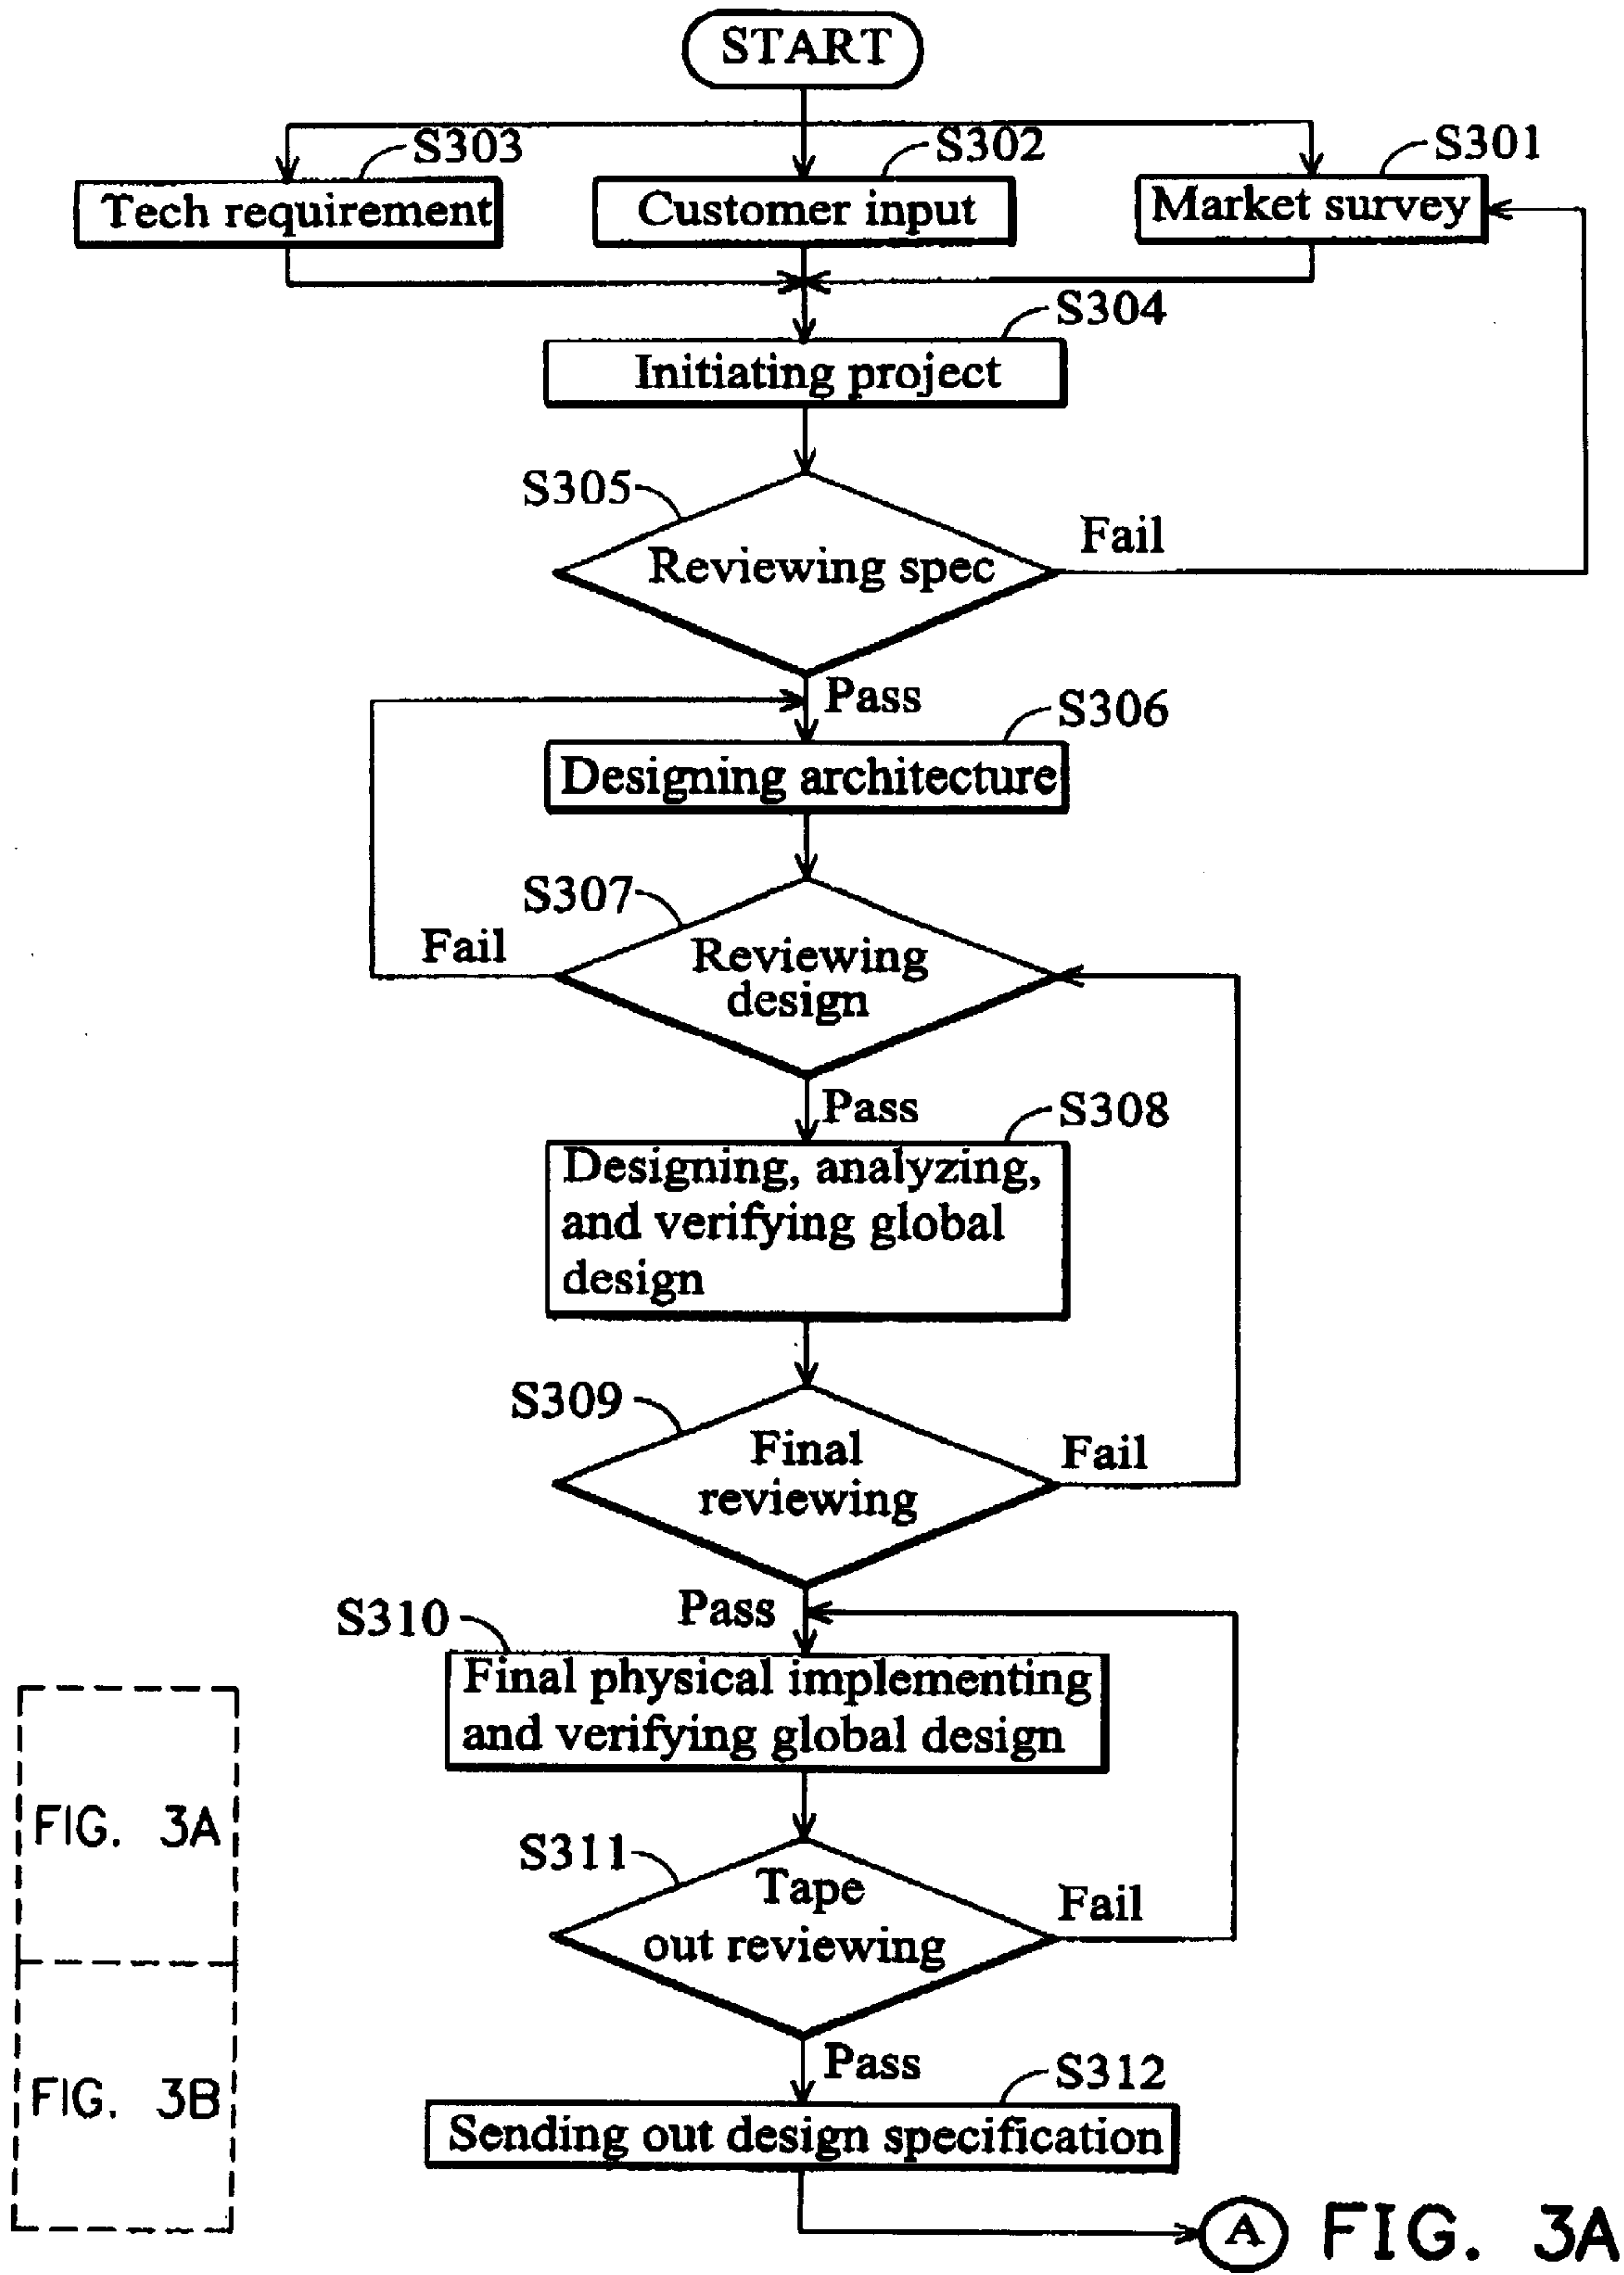 START
S303
S302
S301
Tech requirement
Customer input
Market survey
S304
Initiating project
S305
Reviewing spec
Fail
Pass
S306
Designing architecture
S307
Fail
Reviewing
design
Pass
S308
Designing, analyzing,
and verifying global
design
S309
Final
reviewing
Fail
Pass
S310
Final physical implementing
and verifying global design
S311
Tape
out reviewing
Fail
Pass
S312
Sending out design specification
A
FIG. 3A
FIG. 3A
FIG. 3B